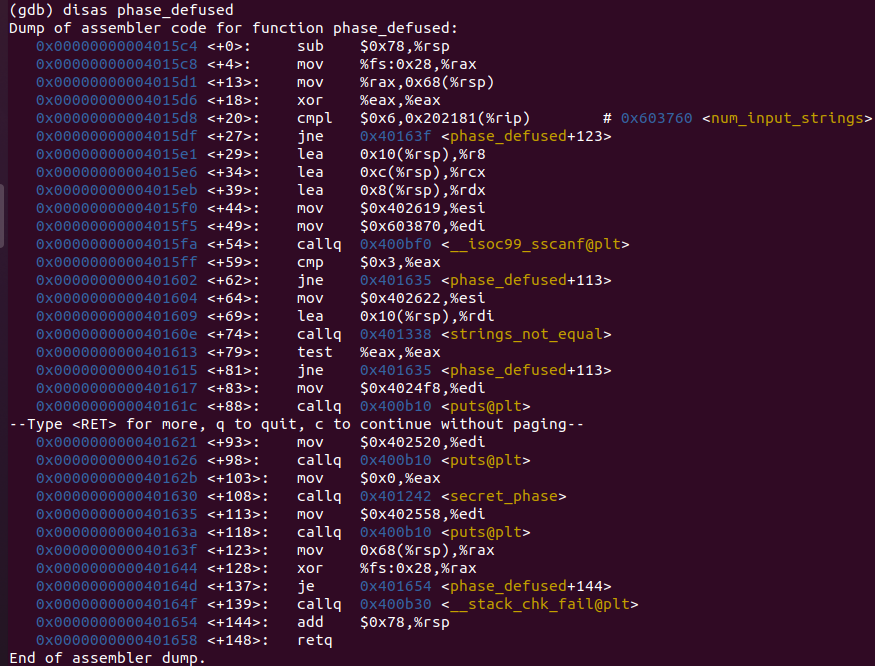 (gdb) disas phase_defused
Dump of assembler code for function phase_defused:
   0x00000000004015c4 <+0>:     sub    $0x78,%rsp
   0x00000000004015c8 <+4>:     mov    %fs:0x28,%rax
   0x00000000004015d1 <+13>:    mov    %rax,0x68(%rsp)
   0x00000000004015d6 <+18>:    xor    %eax,%eax
   0x00000000004015d8 <+20>:    cmpl   $0x6,0x202181(%rip)        # 0x603760 <num_input_strings>
   0x00000000004015df <+27>:    jne    0x40163f <phase_defused+123>
   0x00000000004015e1 <+29>:    lea    0x10(%rsp),%r8
   0x00000000004015e6 <+34>:    lea    0xc(%rsp),%rcx
   0x00000000004015eb <+39>:    lea    0x8(%rsp),%rdx
   0x00000000004015f0 <+44>:    mov    $0x402619,%esi
   0x00000000004015f5 <+49>:    mov    $0x603870,%edi
   0x00000000004015fa <+54>:    callq  0x400bf0 <__isoc99_sscanf@plt>
   0x00000000004015ff <+59>:    cmp    $0x3,%eax
   0x0000000000401602 <+62>:    jne    0x401635 <phase_defused+113>
   0x0000000000401604 <+64>:    mov    $0x402622,%esi
   0x0000000000401609 <+69>:    lea    0x10(%rsp),%rdi
   0x000000000040160e <+74>:    callq  0x401338 <strings_not_equal>
   0x0000000000401613 <+79>:    test   %eax,%eax
   0x0000000000401615 <+81>:    jne    0x401635 <phase_defused+113>
   0x0000000000401617 <+83>:    mov    $0x4024f8,%edi
   0x000000000040161c <+88>:    callq  0x400b10 <puts@plt>
--Type <RET> for more, q to quit, c to continue without paging--
   0x0000000000401621 <+93>:    mov    $0x402520,%edi
   0x0000000000401626 <+98>:    callq  0x400b10 <puts@plt>
   0x000000000040162b <+103>:   mov    $0x0,%eax
   0x0000000000401630 <+108>:   callq  0x401242 <secret_phase>
   0x0000000000401635 <+113>:   mov    $0x402558,%edi
   0x000000000040163a <+118>:   callq  0x400b10 <puts@plt>
   0x000000000040163f <+123>:   mov    0x68(%rsp),%rax
   0x0000000000401644 <+128>:   xor    %fs:0x28,%rax
   0x000000000040164d <+137>:   je     0x401654 <phase_defused+144>
   0x000000000040164f <+139>:   callq  0x400b30 <__stack_chk_fail@plt>
   0x0000000000401654 <+144>:   add    $0x78,%rsp
   0x0000000000401658 <+148>:   retq
End of assembler dump.